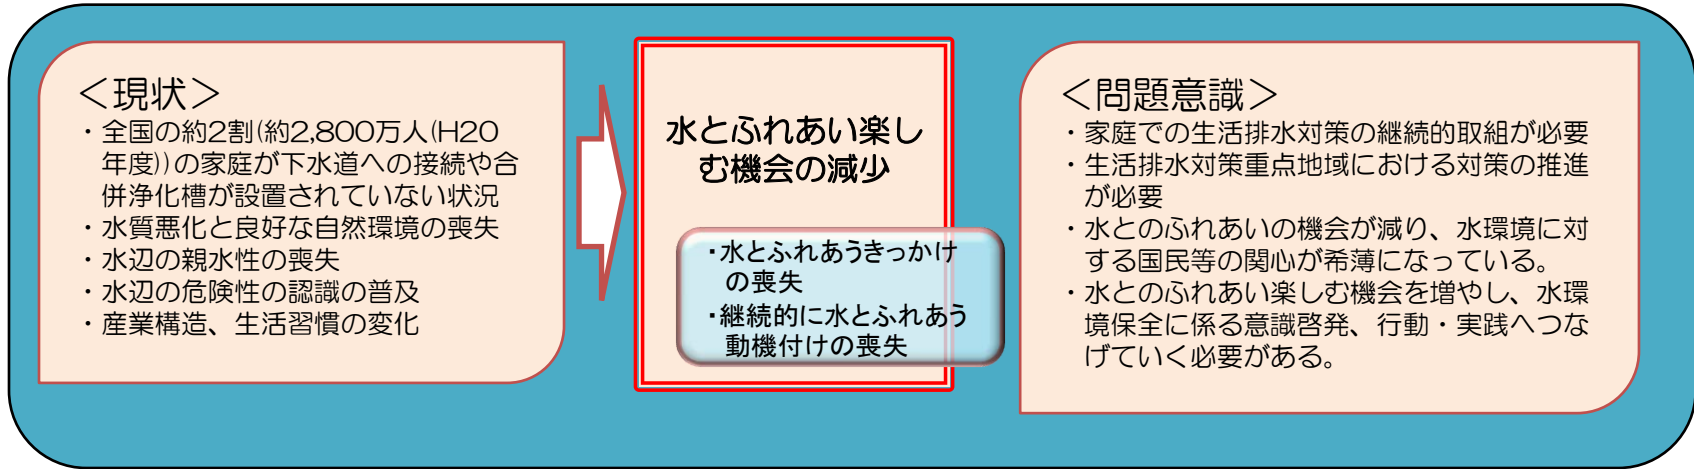 ＜現状＞
・全国の約2割(約2,800万人(H20
年度))の家庭が下水道への接続や合
併浄化槽が設置されていない状況
・水質悪化と良好な自然環境の喪失
・水辺の親水性の喪失
・水辺の危険性の認識の普及
・産業構造、生活習慣の変化
水とふれあい楽し
む機会の減少
・水とふれあうきっかけ
の喪失
・継続的に水とふれあう
動機付けの喪失
＜問題意識＞
・家庭での生活排水対策の継続的取組が必要
・生活排水対策重点地域における対策の推進
が必要
・水とのふれあいの機会が減り、水環境に対
する国民等の関心が希薄になっている。
・水とのふれあい楽しむ機会を増やし、水環
境保全に係る意識啓発、行動・実践へつな
げていく必要がある。